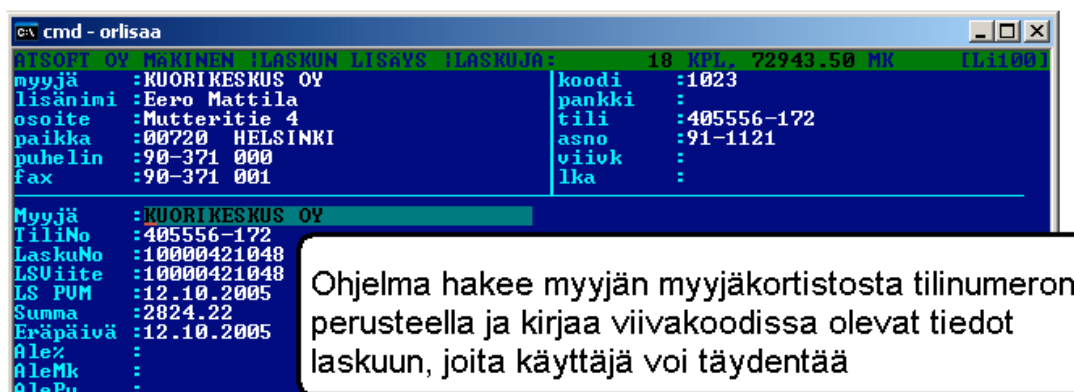 cmd - orlisaa
ATSOFT OY MÄKINEN |LASKUN LISÄYS |LASKUJA: 18 KPL, 72943.50 MK [Li100]
myyjä :KUORIKESKUS OY koodi :1023
lisänimi :Eero Mattila pankki :
osoite :Mutteritie 4 tili :405556-172
paikka :00720 HELSINKI asno :91-1121
puhelin :90-371 000 viivk :
fax :90-371 001 lka :
Myyjä :KUORIKESKUS OY
TiliNo :405556-172
LaskuNo :10000421048
LSViite :10000421048
LS PVM :12.10.2005
Summa :2824.22
Eräpäivä :12.10.2005
Ale% :
AleMk :
AlePv :
Ohjelma hakee myyjän myyjäkortistosta tilinumeron
perusteella ja kirjaa viivakoodissa olevat tiedot
laskuun, joita käyttäjä voi täydentää